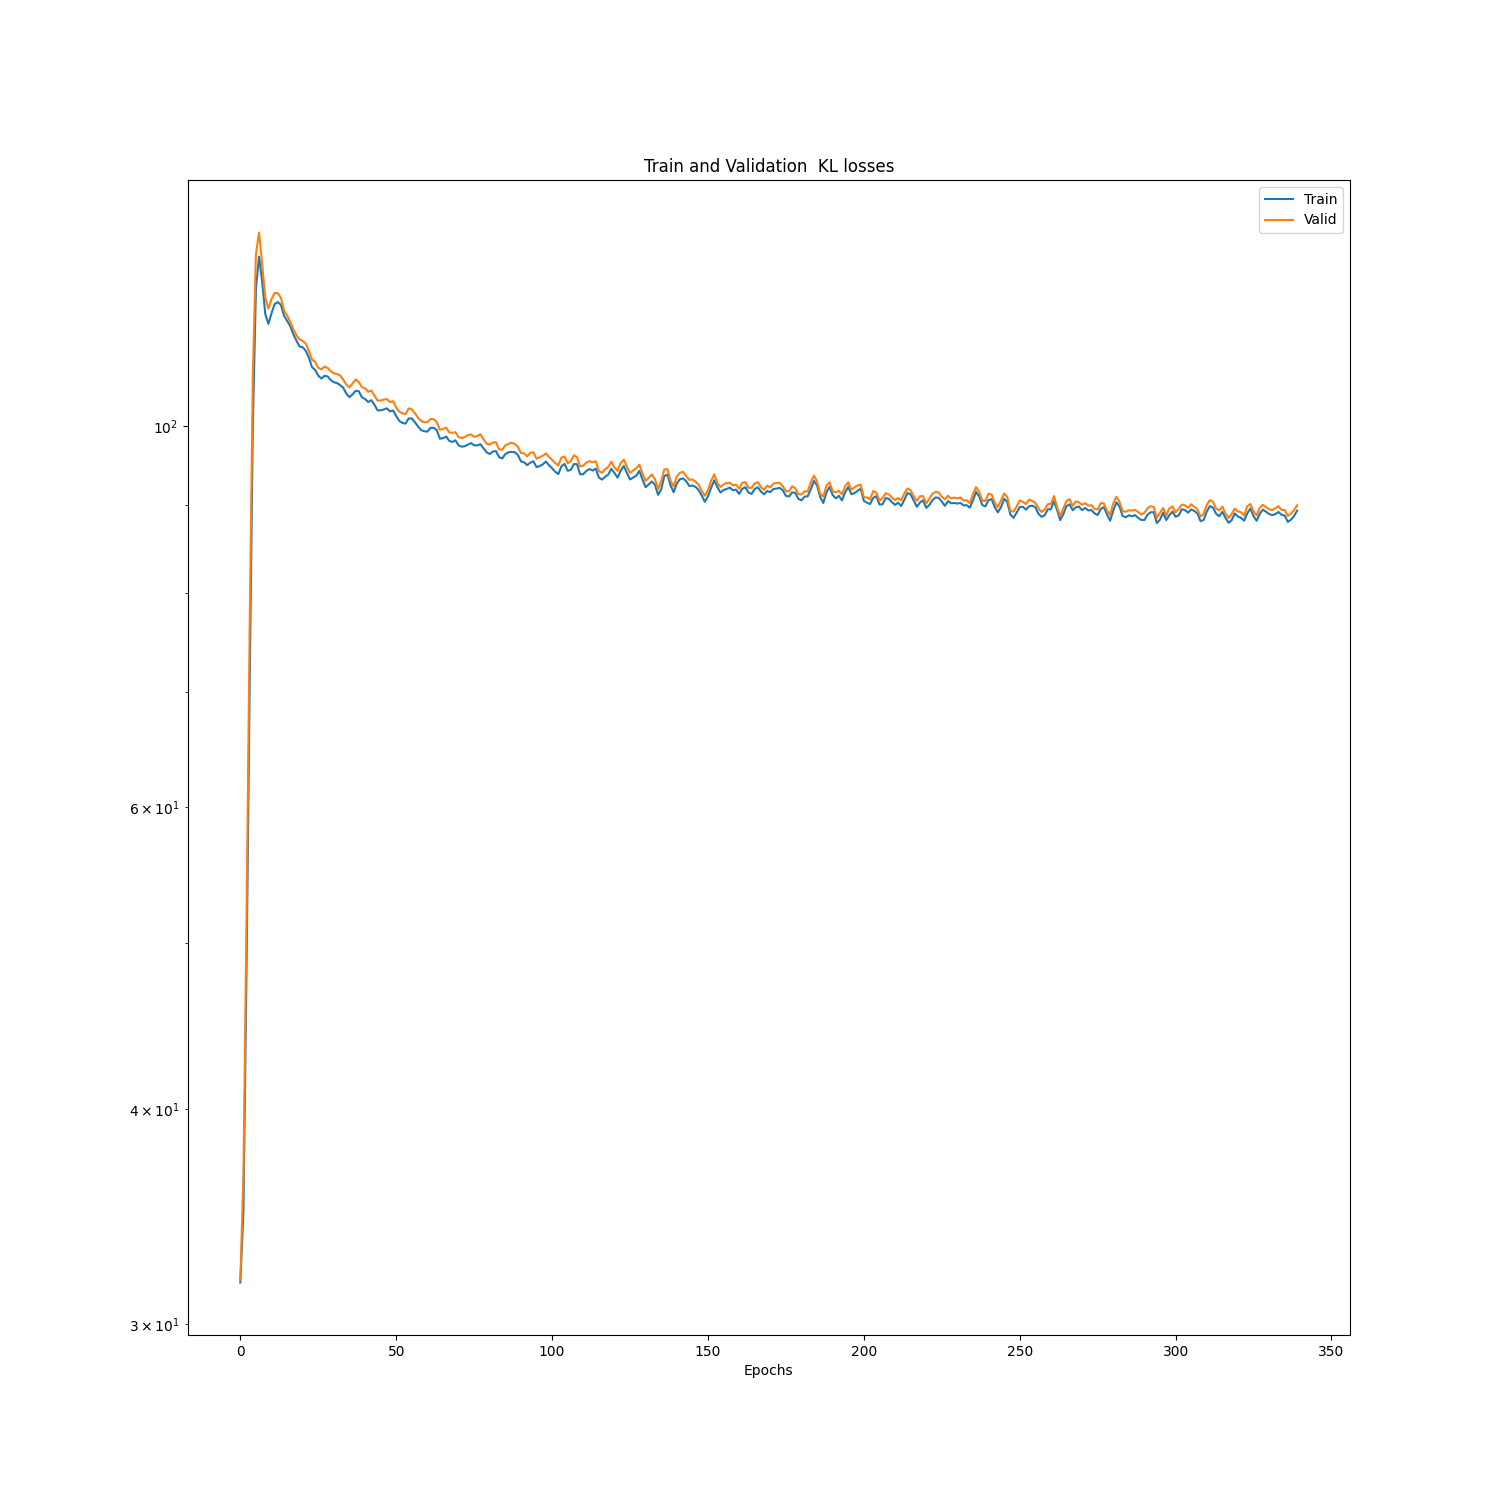 Train and Validation  KL losses
Train
Valid
10²
6 × 10¹
4 × 10¹
3 × 10¹
0 50 100 150 200 250 300 350
Epochs